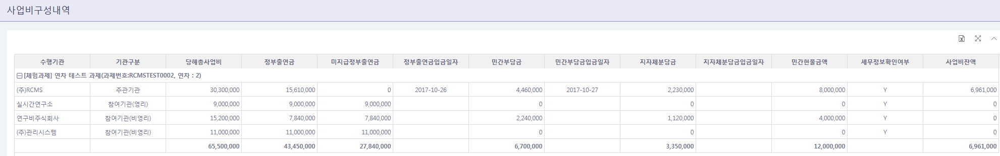 사업비구성내역
수행기관 기관구분 당해총사업비 정부출연금 미지급정부출연금 정부출연금입금일자 민간부담금 민간부담금입금일자 지자체분담금 지자체분담금입금일자 민간현물금액 세무정보확인여부 사업비잔액
[체험과제] 연차 테스트 과제(과제번호:RCMSTEST0002, 연차 : 2)
(주)RCMS 주관기관 30,300,000 15,610,000 0 2017-10-26 4,460,000 2017-10-27 2,230,000 8,000,000 Y 6,961,000
실시간연구소 참여기관(영리) 9,000,000 9,000,000 9,000,000 0 0 0 Y 0
연구비주식회사 참여기관(비영리) 15,200,000 7,840,000 7,840,000 2,240,000 1,120,000 4,000,000 Y 0
(주)관리시스템 참여기관(비영리) 11,000,000 11,000,000 11,000,000 0 0 0 Y 0
65,500,000 43,450,000 27,840,000 6,700,000 3,350,000 12,000,000 6,961,000